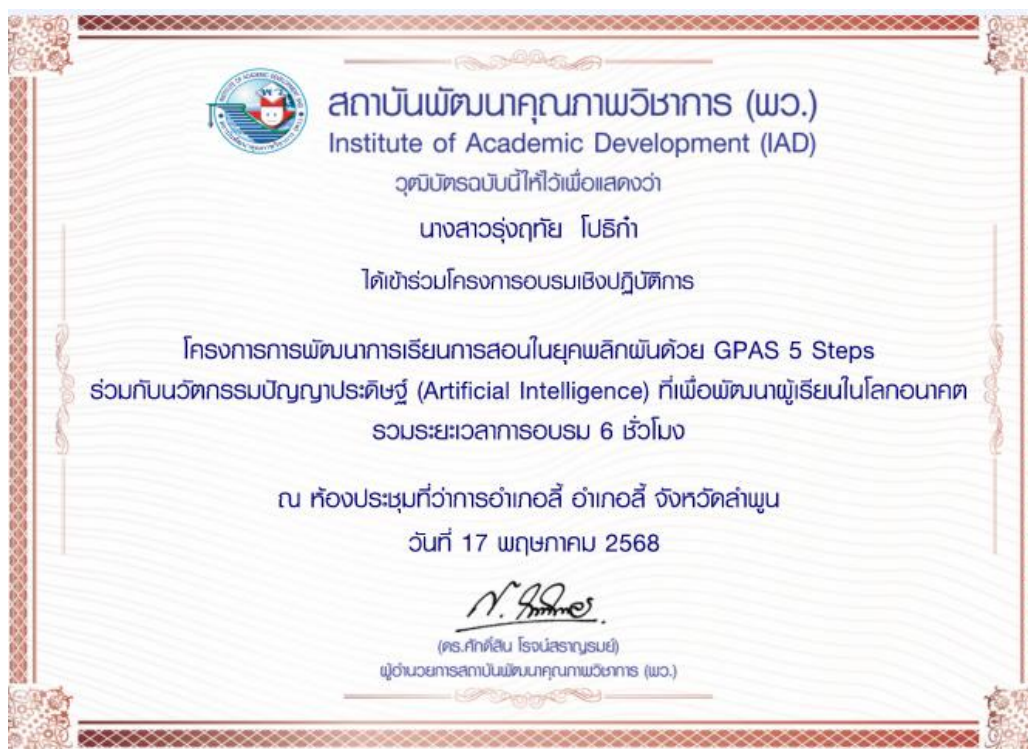 สถาบันพัฒนาคุณภาพวิชาการ (พว.)
Institute of Academic Development (IAD)
วุฒิบัตรฉบับนี้ให้ไว้เพื่อแสดงว่า
นางสาวรุ่งฤทัย โปธิก๋า
ได้เข้าร่วมโครงการอบรมเชิงปฏิบัติการ
โครงการการพัฒนาการเรียนการสอนในยุคพลิกผันด้วย GPAS 5 Steps
ร่วมกับนวัตกรรมปัญญาประดิษฐ์ (Artificial Intelligence) ที่เพื่อพัฒนาผู้เรียนในโลกอนาคต
รวมระยะเวลาการอบรม 6 ชั่วโมง
ณ ห้องประชุมที่ว่าการอำเภอลี้ อำเภอลี้ จังหวัดลำพูน
วันที่ 17 พฤษภาคม 2568
(ดร.ศักดิ์สิน โรจน์สราญรมย์)
ผู้อำนวยการสถาบันพัฒนาคุณภาพวิชาการ (พว.)